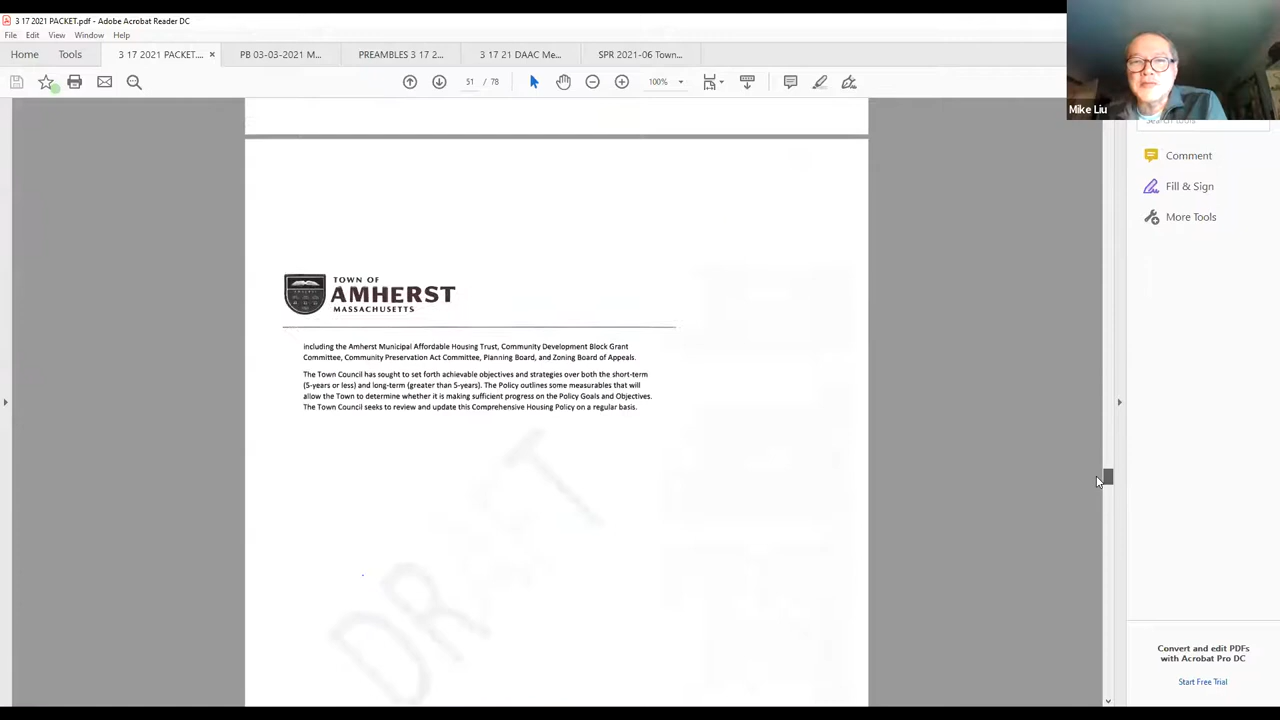 3 17 2021 PACKET.pdf - Adobe Acrobat Reader DC
File Edit View Window Help
Home Tools 3 17 2021 PACKET.... × PB 03-03-2021 M... PREAMBLES 3 17 2... 3 17 21 DAAC Me... SPR 2021-06 Town...
51 / 78 100%
Mike Liu
Search tools
Comment
Fill & Sign
More Tools
TOWN OF
AMHERST
MASSACHUSETTS
including the Amherst Municipal Affordable Housing Trust, Community Development Block Grant
Committee, Community Preservation Act Committee, Planning Board, and Zoning Board of Appeals.
The Town Council has sought to set forth achievable objectives and strategies over both the short-term
(5-years or less) and long-term (greater than 5-years). The Policy outlines some measurables that will
allow the Town to determine whether it is making sufficient progress on the Policy Goals and Objectives.
The Town Council seeks to review and update this Comprehensive Housing Policy on a regular basis.
DRAFT
Convert and edit PDFs
with Acrobat Pro DC
Start Free Trial